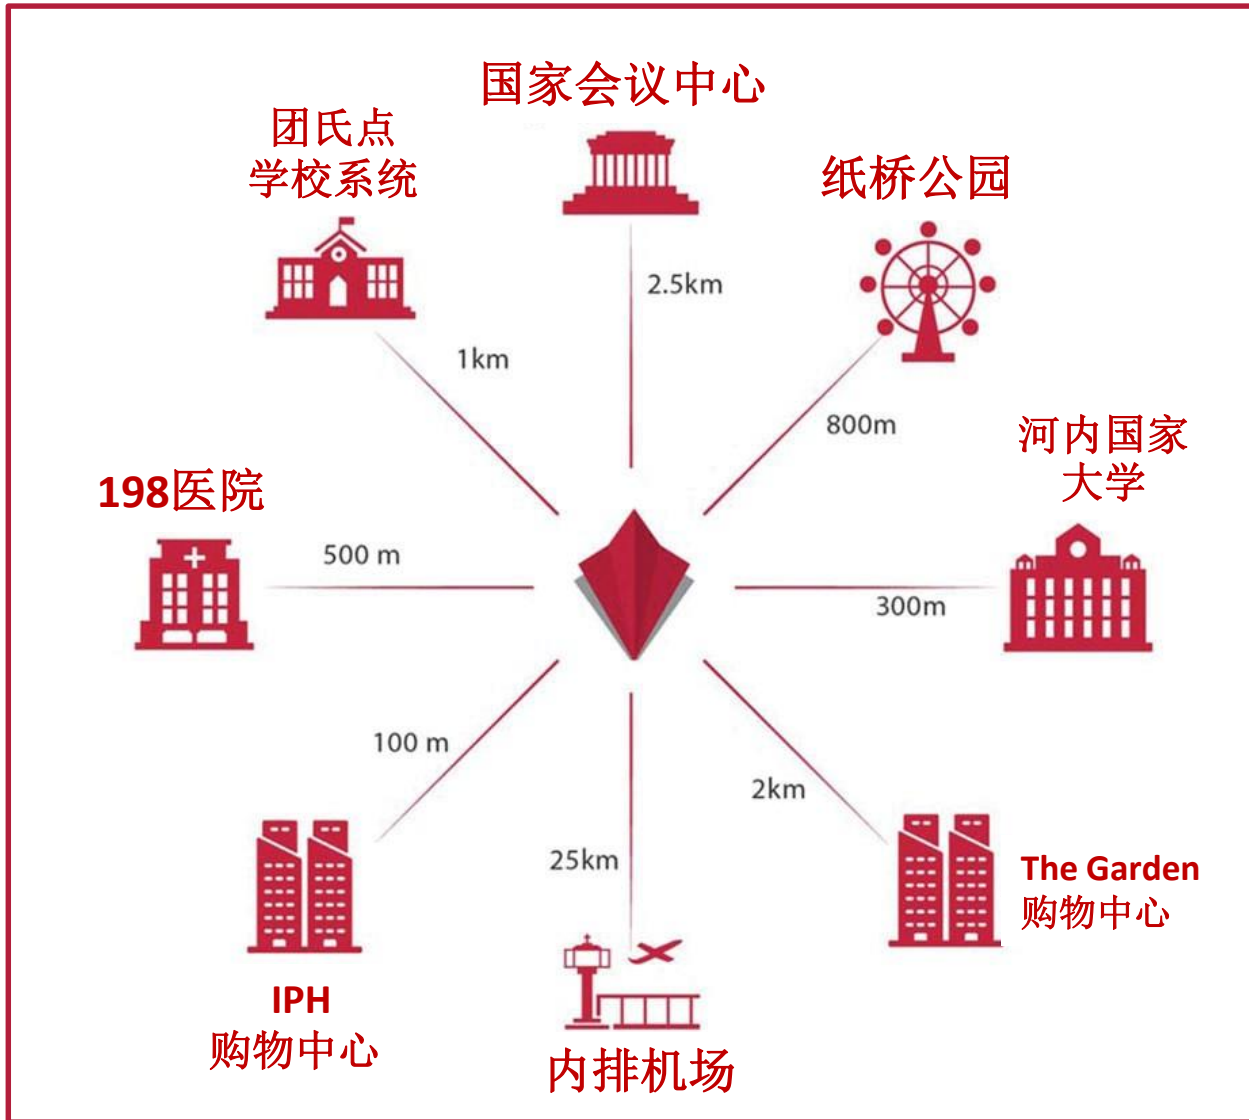 国家会议中心
团氏点
学校系统
纸桥公园
2.5km
1km
800m
河内国家
大学
198医院
500 m
300m
100 m
2km
25km
The Garden
购物中心
IPH
购物中心
内排机场